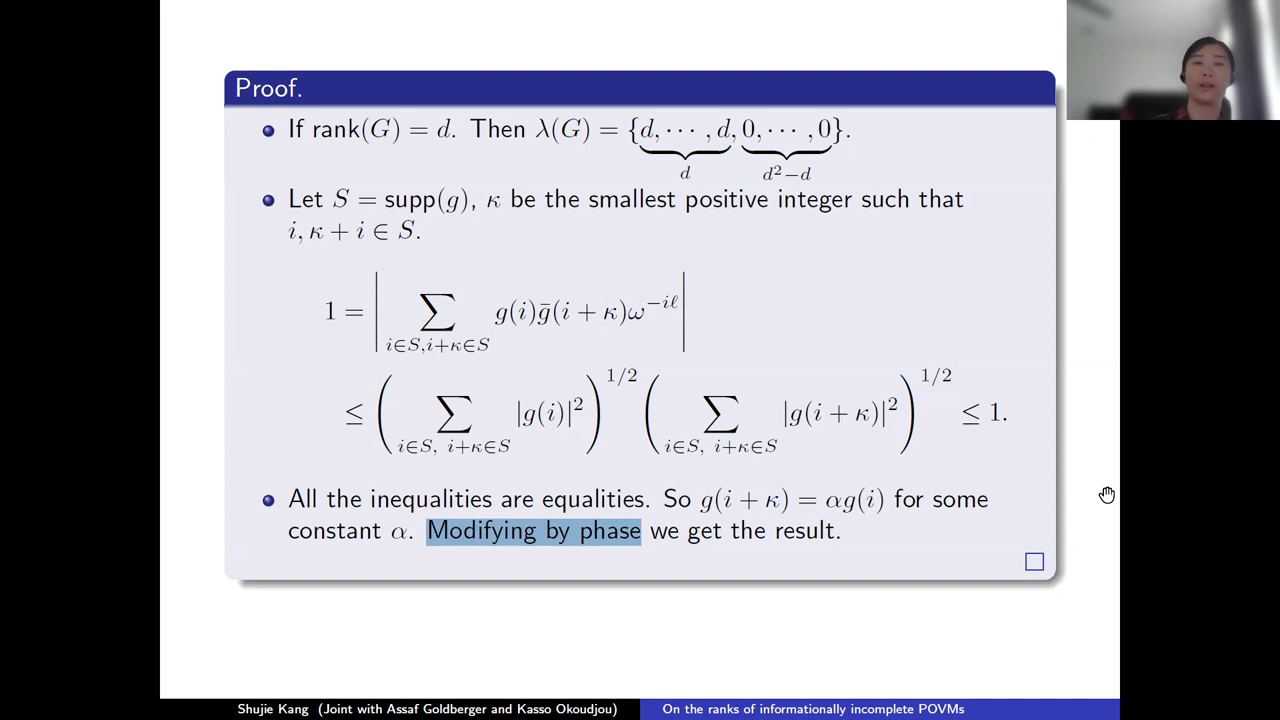 Proof.
If rank(G) = d. Then λ(G) = {d, ⋯ , d, 0, ⋯ , 0}.
d d² − d
Let S = supp(g), κ be the smallest positive integer such that
i, κ + i ∈ S.
1 = | ∑_{i∈S,i+κ∈S} g(i)ḡ(i + κ)ω^{−iℓ} |
≤ ( ∑_{i∈S, i+κ∈S} |g(i)|² )^{1/2} ( ∑_{i∈S, i+κ∈S} |g(i + κ)|² )^{1/2} ≤ 1.
All the inequalities are equalities. So g(i + κ) = αg(i) for some
constant α. Modifying by phase we get the result.
Shujie Kang (Joint with Assaf Goldberger and Kasso Okoudjou) On the ranks of informationally incomplete POVMs